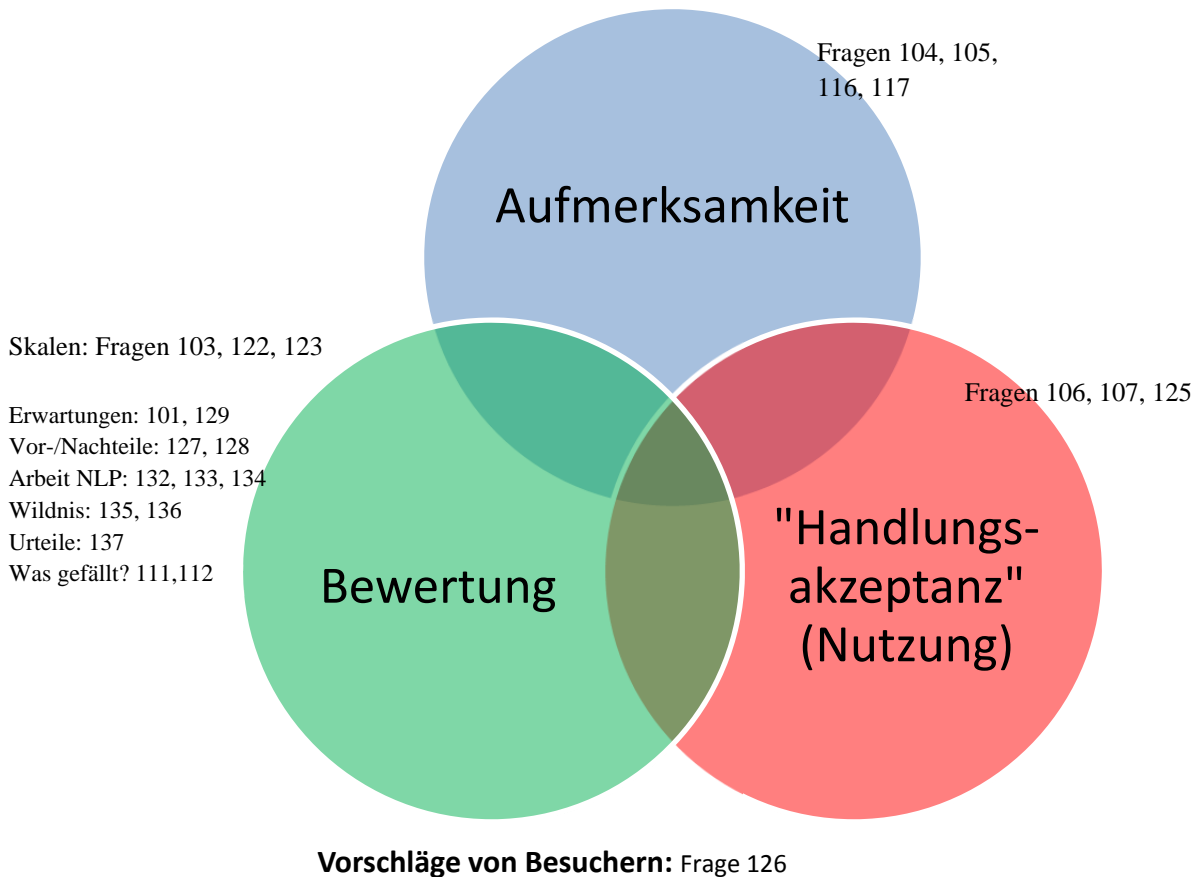 Fragen 104, 105,
116, 117
Aufmerksamkeit
Skalen: Fragen 103, 122, 123
Erwartungen: 101, 129
Vor-/Nachteile: 127, 128
Arbeit NLP: 132, 133, 134
Wildnis: 135, 136
Urteile: 137
Was gefällt? 111,112
Bewertung
Fragen 106, 107, 125
"Handlungs-
akzeptanz"
(Nutzung)
Vorschläge von Besuchern: Frage 126